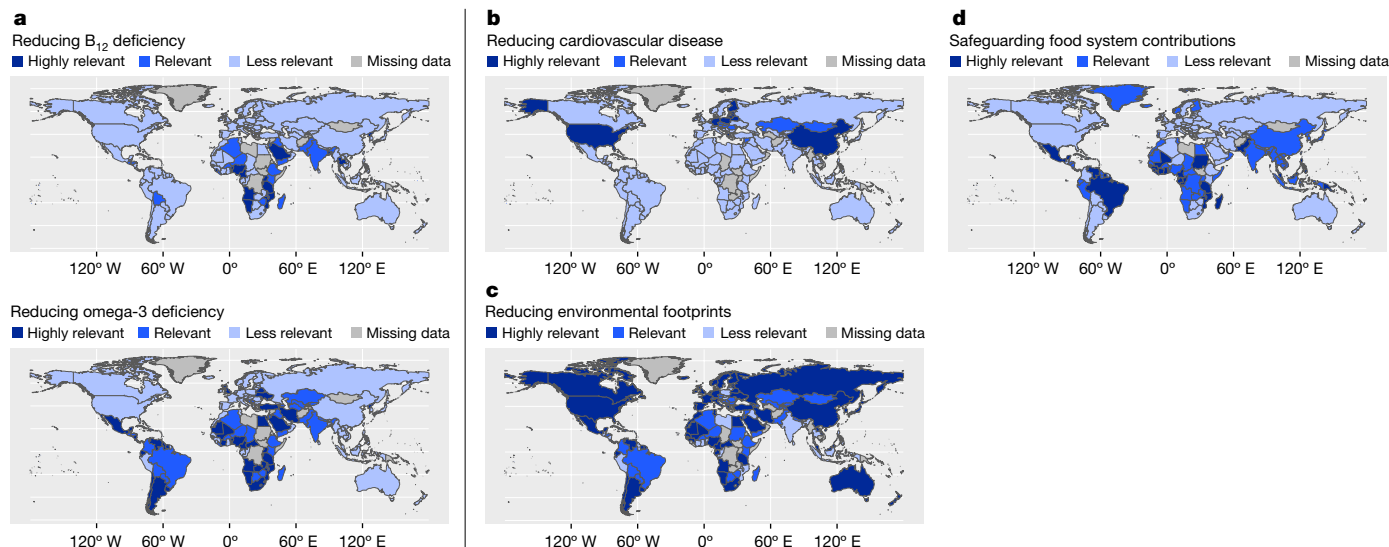 a
Reducing B12 deficiency
Highly relevant Relevant Less relevant Missing data
120° W 60° W 0° 60° E 120° E
Reducing omega-3 deficiency
Highly relevant Relevant Less relevant Missing data
120° W 60° W 0° 60° E 120° E
b
Reducing cardiovascular disease
Highly relevant Relevant Less relevant Missing data
120° W 60° W 0° 60° E 120° E
c
Reducing environmental footprints
Highly relevant Relevant Less relevant Missing data
120° W 60° W 0° 60° E 120° E
d
Safeguarding food system contributions
Highly relevant Relevant Less relevant Missing data
120° W 60° W 0° 60° E 120° E